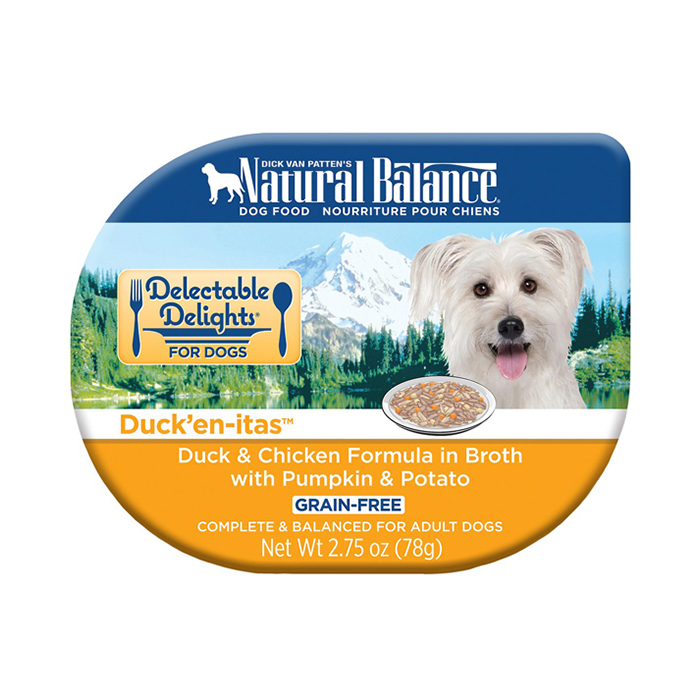 DICK VAN PATTEN'S
Natural Balance®
DOG FOOD NOURRITURE POUR CHIENS
Delectable
Delights®
FOR DOGS
Duck'en-itas™
Duck & Chicken Formula in Broth
with Pumpkin & Potato
GRAIN-FREE
COMPLETE & BALANCED FOR ADULT DOGS
Net Wt 2.75 oz (78g)